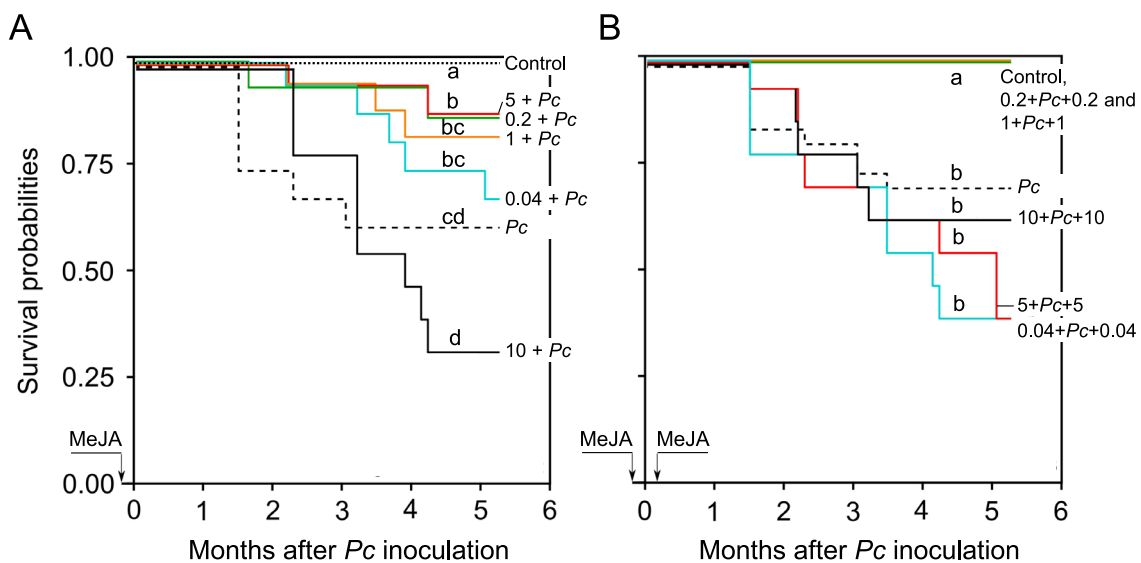 A
B
Survival probabilities
1.00
0.75
0.50
0.25
0.00
Control
a
b
5 + Pc
0.2 + Pc
bc
1 + Pc
bc
0.04 + Pc
cd
Pc
d
10 + Pc
MeJA
0 1 2 3 4 5 6
Months after Pc inoculation
a
Control,
0.2+Pc+0.2 and
1+Pc+1
b
Pc
b
10+Pc+10
b
b
5+Pc+5
0.04+Pc+0.04
MeJA
MeJA
0 1 2 3 4 5 6
Months after Pc inoculation